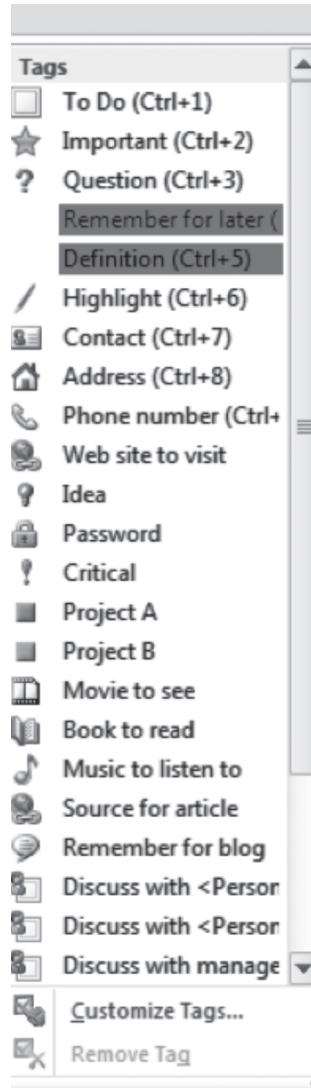 Tags
To Do (Ctrl+1)
Important (Ctrl+2)
Question (Ctrl+3)
Remember for later (
Definition (Ctrl+5)
Highlight (Ctrl+6)
Contact (Ctrl+7)
Address (Ctrl+8)
Phone number (Ctrl+
Web site to visit
Idea
Password
Critical
Project A
Project B
Movie to see
Book to read
Music to listen to
Source for article
Remember for blog
Discuss with <Person
Discuss with <Person
Discuss with manage
Customize Tags...
Remove Tag